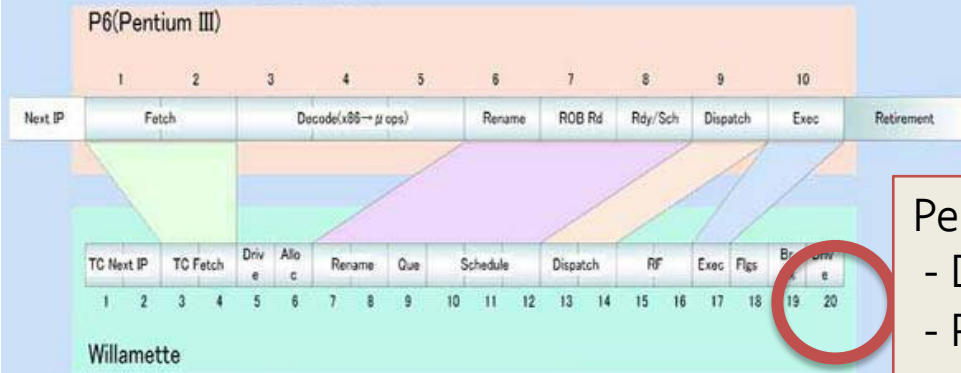 P6(Pentium Ⅲ)
1 2 3 4 5 6 7 8 9 10
Next IP Fetch Decode(x86→μops) Rename ROB Rd Rdy/Sch Dispatch Exec Retirement
Pe
- D
- P
TC Next IP TC Fetch Drive Alloc Rename Que Schedule Dispatch RF Exec Flgs Drive
1 2 3 4 5 6 7 8 9 10 11 12 13 14 15 16 17 18 19 20
Willamette